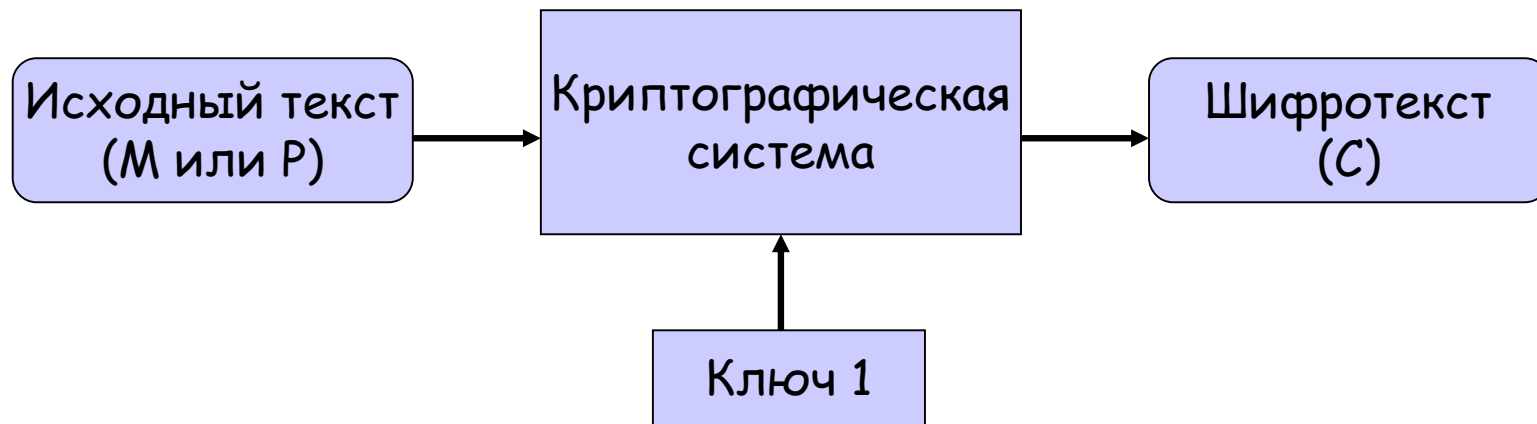 Исходный текст
(М или Р)
Криптографическая
система
Шифротекст
(С)
Ключ 1